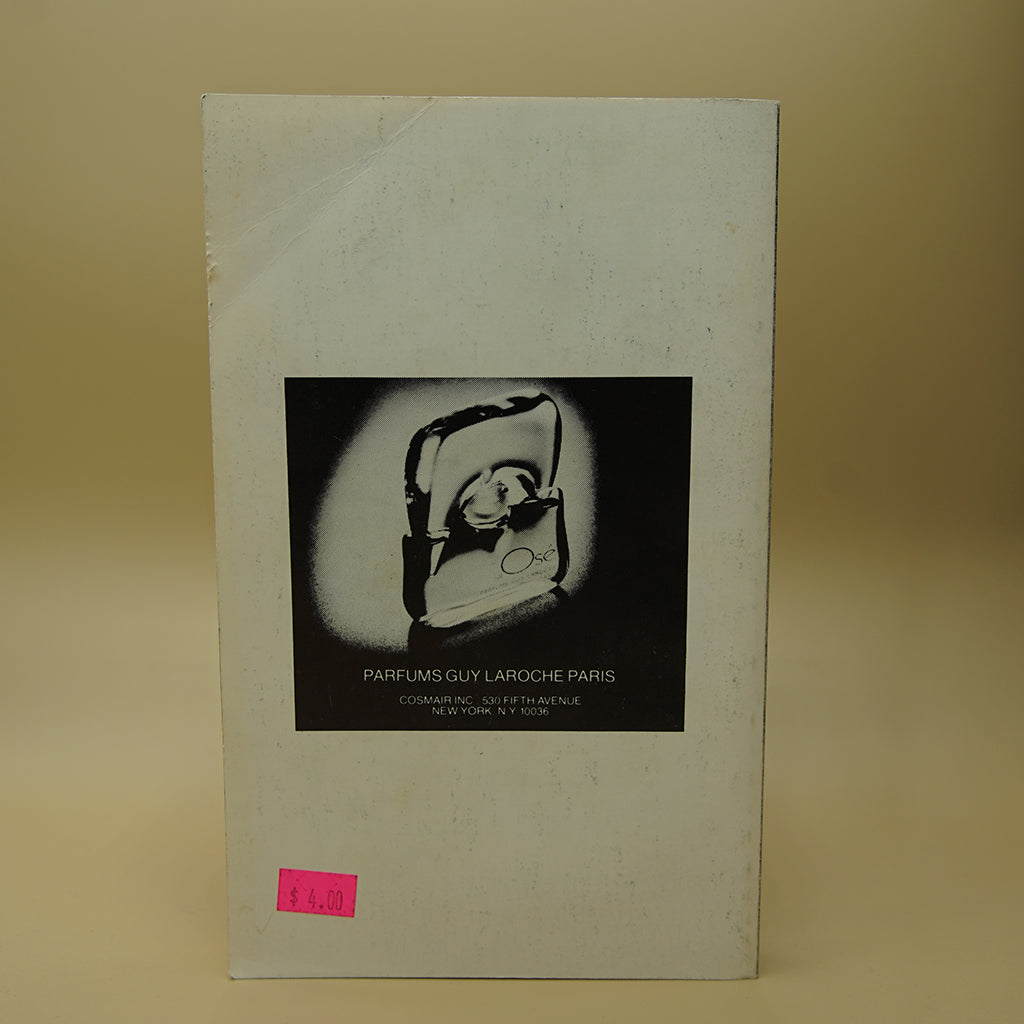 Osé
PARFUMS GUY LAROCHE PARIS
COSMAIR INC 530 FIFTH AVENUE
NEW YORK N Y 10036
$ 4.00